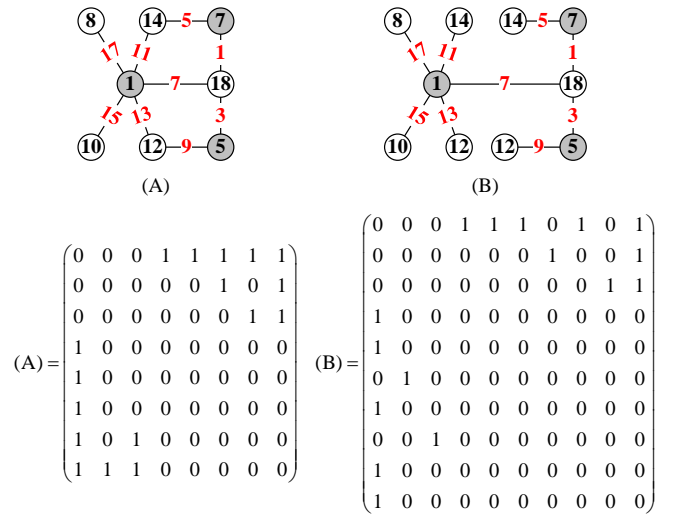 8 14 5 7
17 11 1
1 7 18
15 13 3
10 12 9 5
(A)
8 14 14 5 7
17 11 1
1 7 18
15 13 3
10 12 12 9 5
(B)
(A) =
0 0 0 1 1 1 1 1
0 0 0 0 0 1 0 1
0 0 0 0 0 0 1 1
1 0 0 0 0 0 0 0
1 0 0 0 0 0 0 0
1 0 0 0 0 0 0 0
1 0 1 0 0 0 0 0
1 1 1 0 0 0 0 0
(B) =
0 0 0 1 1 1 0 1 0 1
0 0 0 0 0 0 1 0 0 1
0 0 0 0 0 0 0 0 1 1
1 0 0 0 0 0 0 0 0 0
1 0 0 0 0 0 0 0 0 0
0 1 0 0 0 0 0 0 0 0
1 0 0 0 0 0 0 0 0 0
0 0 1 0 0 0 0 0 0 0
1 0 0 0 0 0 0 0 0 0
1 0 0 0 0 0 0 0 0 0